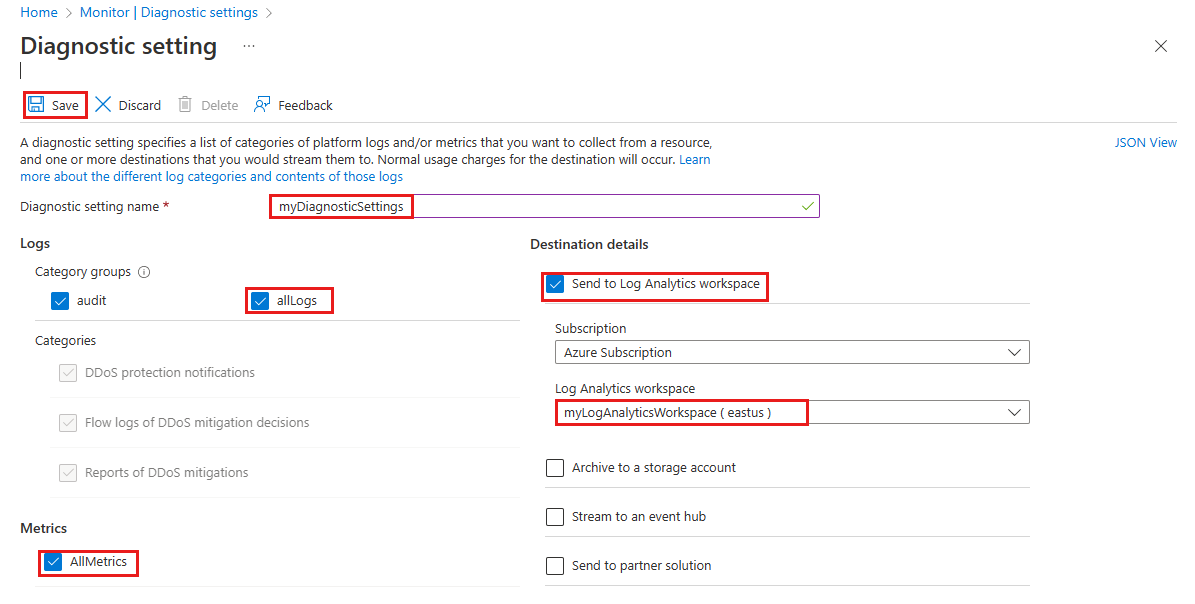 Home > Monitor | Diagnostic settings >
Diagnostic setting ...
Save Discard Delete Feedback
A diagnostic setting specifies a list of categories of platform logs and/or metrics that you want to collect from a resource,
and one or more destinations that you would stream them to. Normal usage charges for the destination will occur. Learn
more about the different log categories and contents of those logs
JSON View
Diagnostic setting name *
myDiagnosticSettings
Logs
Category groups
audit
allLogs
Categories
DDoS protection notifications
Flow logs of DDoS mitigation decisions
Reports of DDoS mitigations
Metrics
AllMetrics
Destination details
Send to Log Analytics workspace
Subscription
Azure Subscription
Log Analytics workspace
myLogAnalyticsWorkspace ( eastus )
Archive to a storage account
Stream to an event hub
Send to partner solution